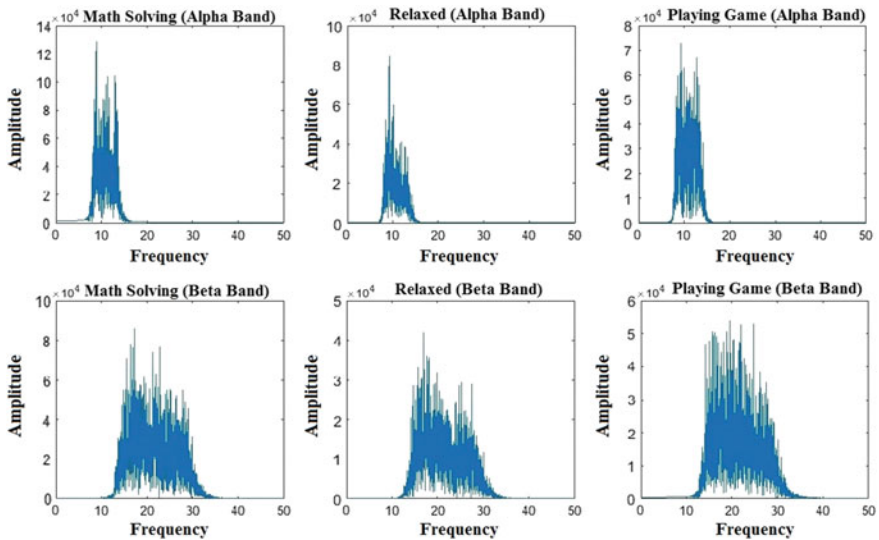 Math Solving (Alpha Band)
×10⁴
14
12
10
8
6
4
2
0
0 10 20 30 40 50
Amplitude
Frequency
Relaxed (Alpha Band)
×10⁴
10
8
6
4
2
0
0 10 20 30 40 50
Amplitude
Frequency
Playing Game (Alpha Band)
×10⁴
8
7
6
5
4
3
2
1
0
0 10 20 30 40 50
Amplitude
Frequency
Math Solving (Beta Band)
×10⁴
10
8
6
4
2
0
0 10 20 30 40 50
Amplitude
Frequency
Relaxed (Beta Band)
×10⁴
5
4
3
2
1
0
0 10 20 30 40 50
Amplitude
Frequency
Playing Game (Beta Band)
×10⁴
6
5
4
3
2
1
0
0 10 20 30 40 50
Amplitude
Frequency